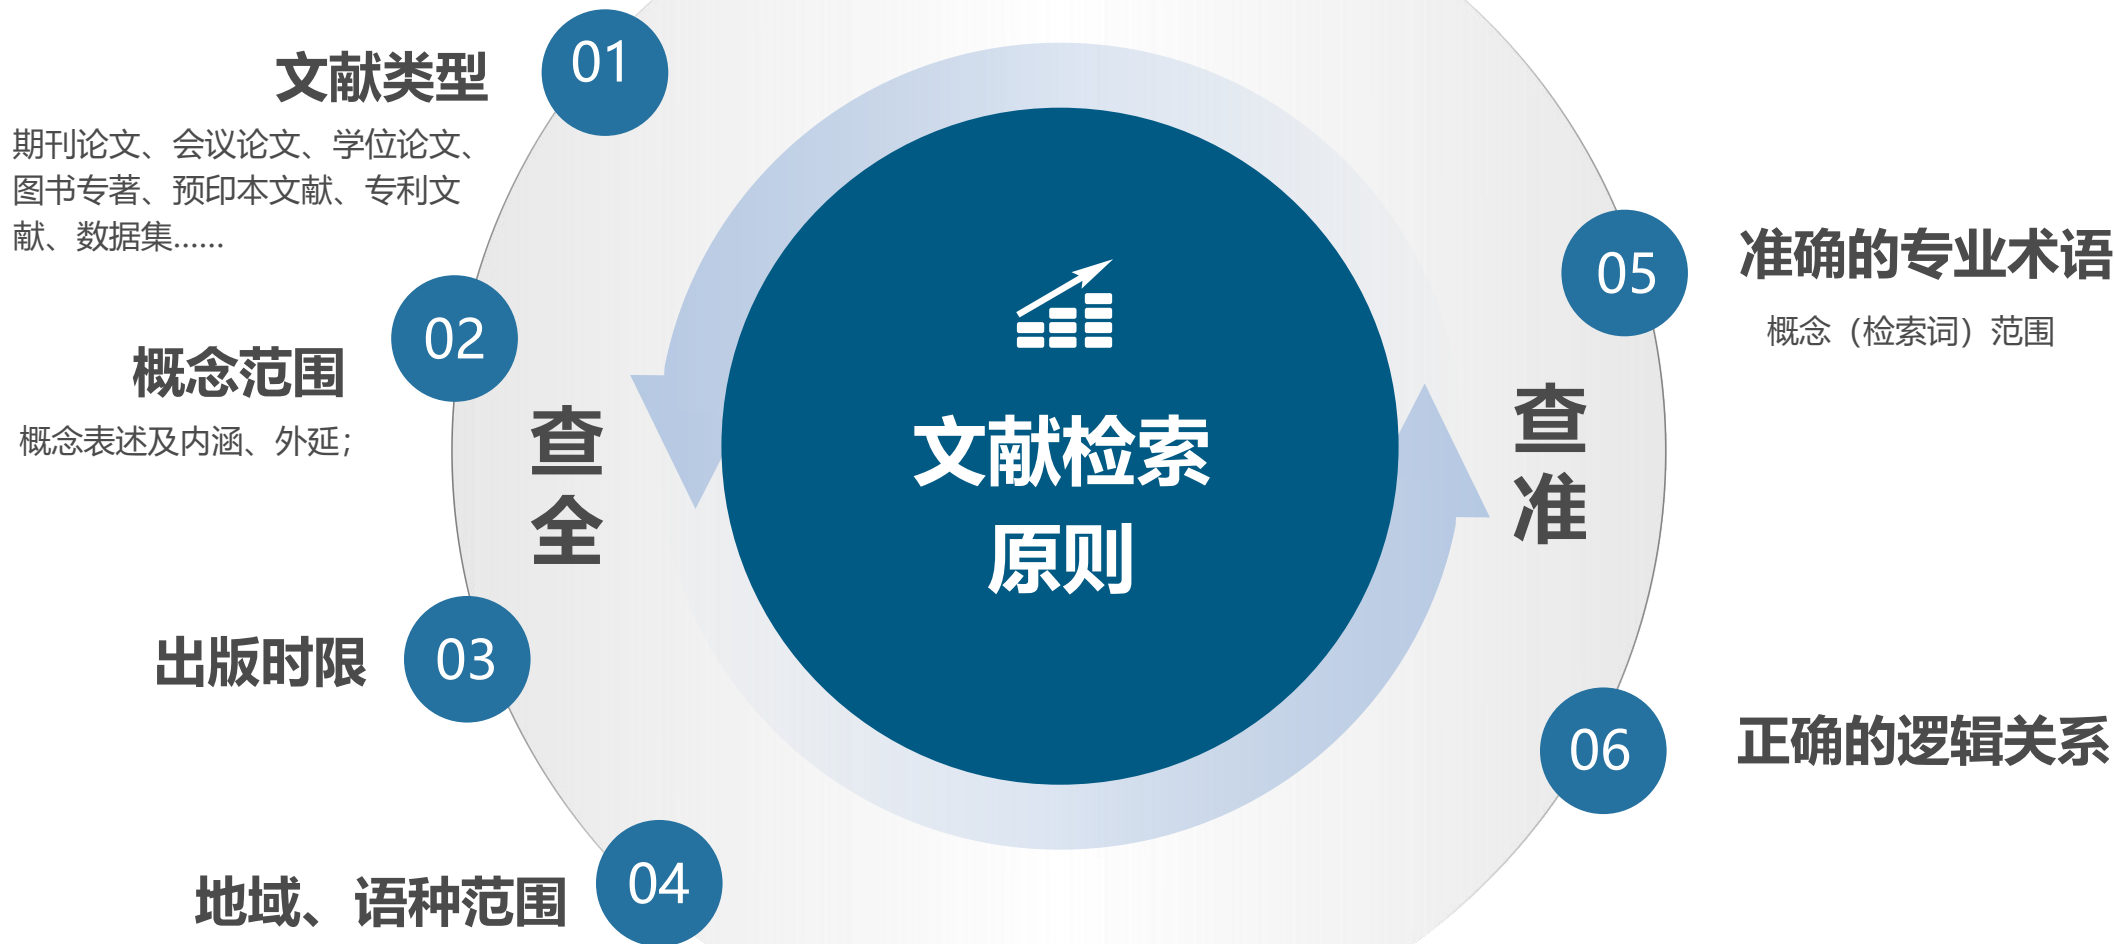 01
文献类型
期刊论文、会议论文、学位论文、
图书专著、预印本文献、专利文
献、数据集......
02
概念范围
概念表述及内涵、外延；
03
出版时限
04
地域、语种范围
查
全
文献检索
原则
查
准
05
准确的专业术语
概念（检索词）范围
06
正确的逻辑关系